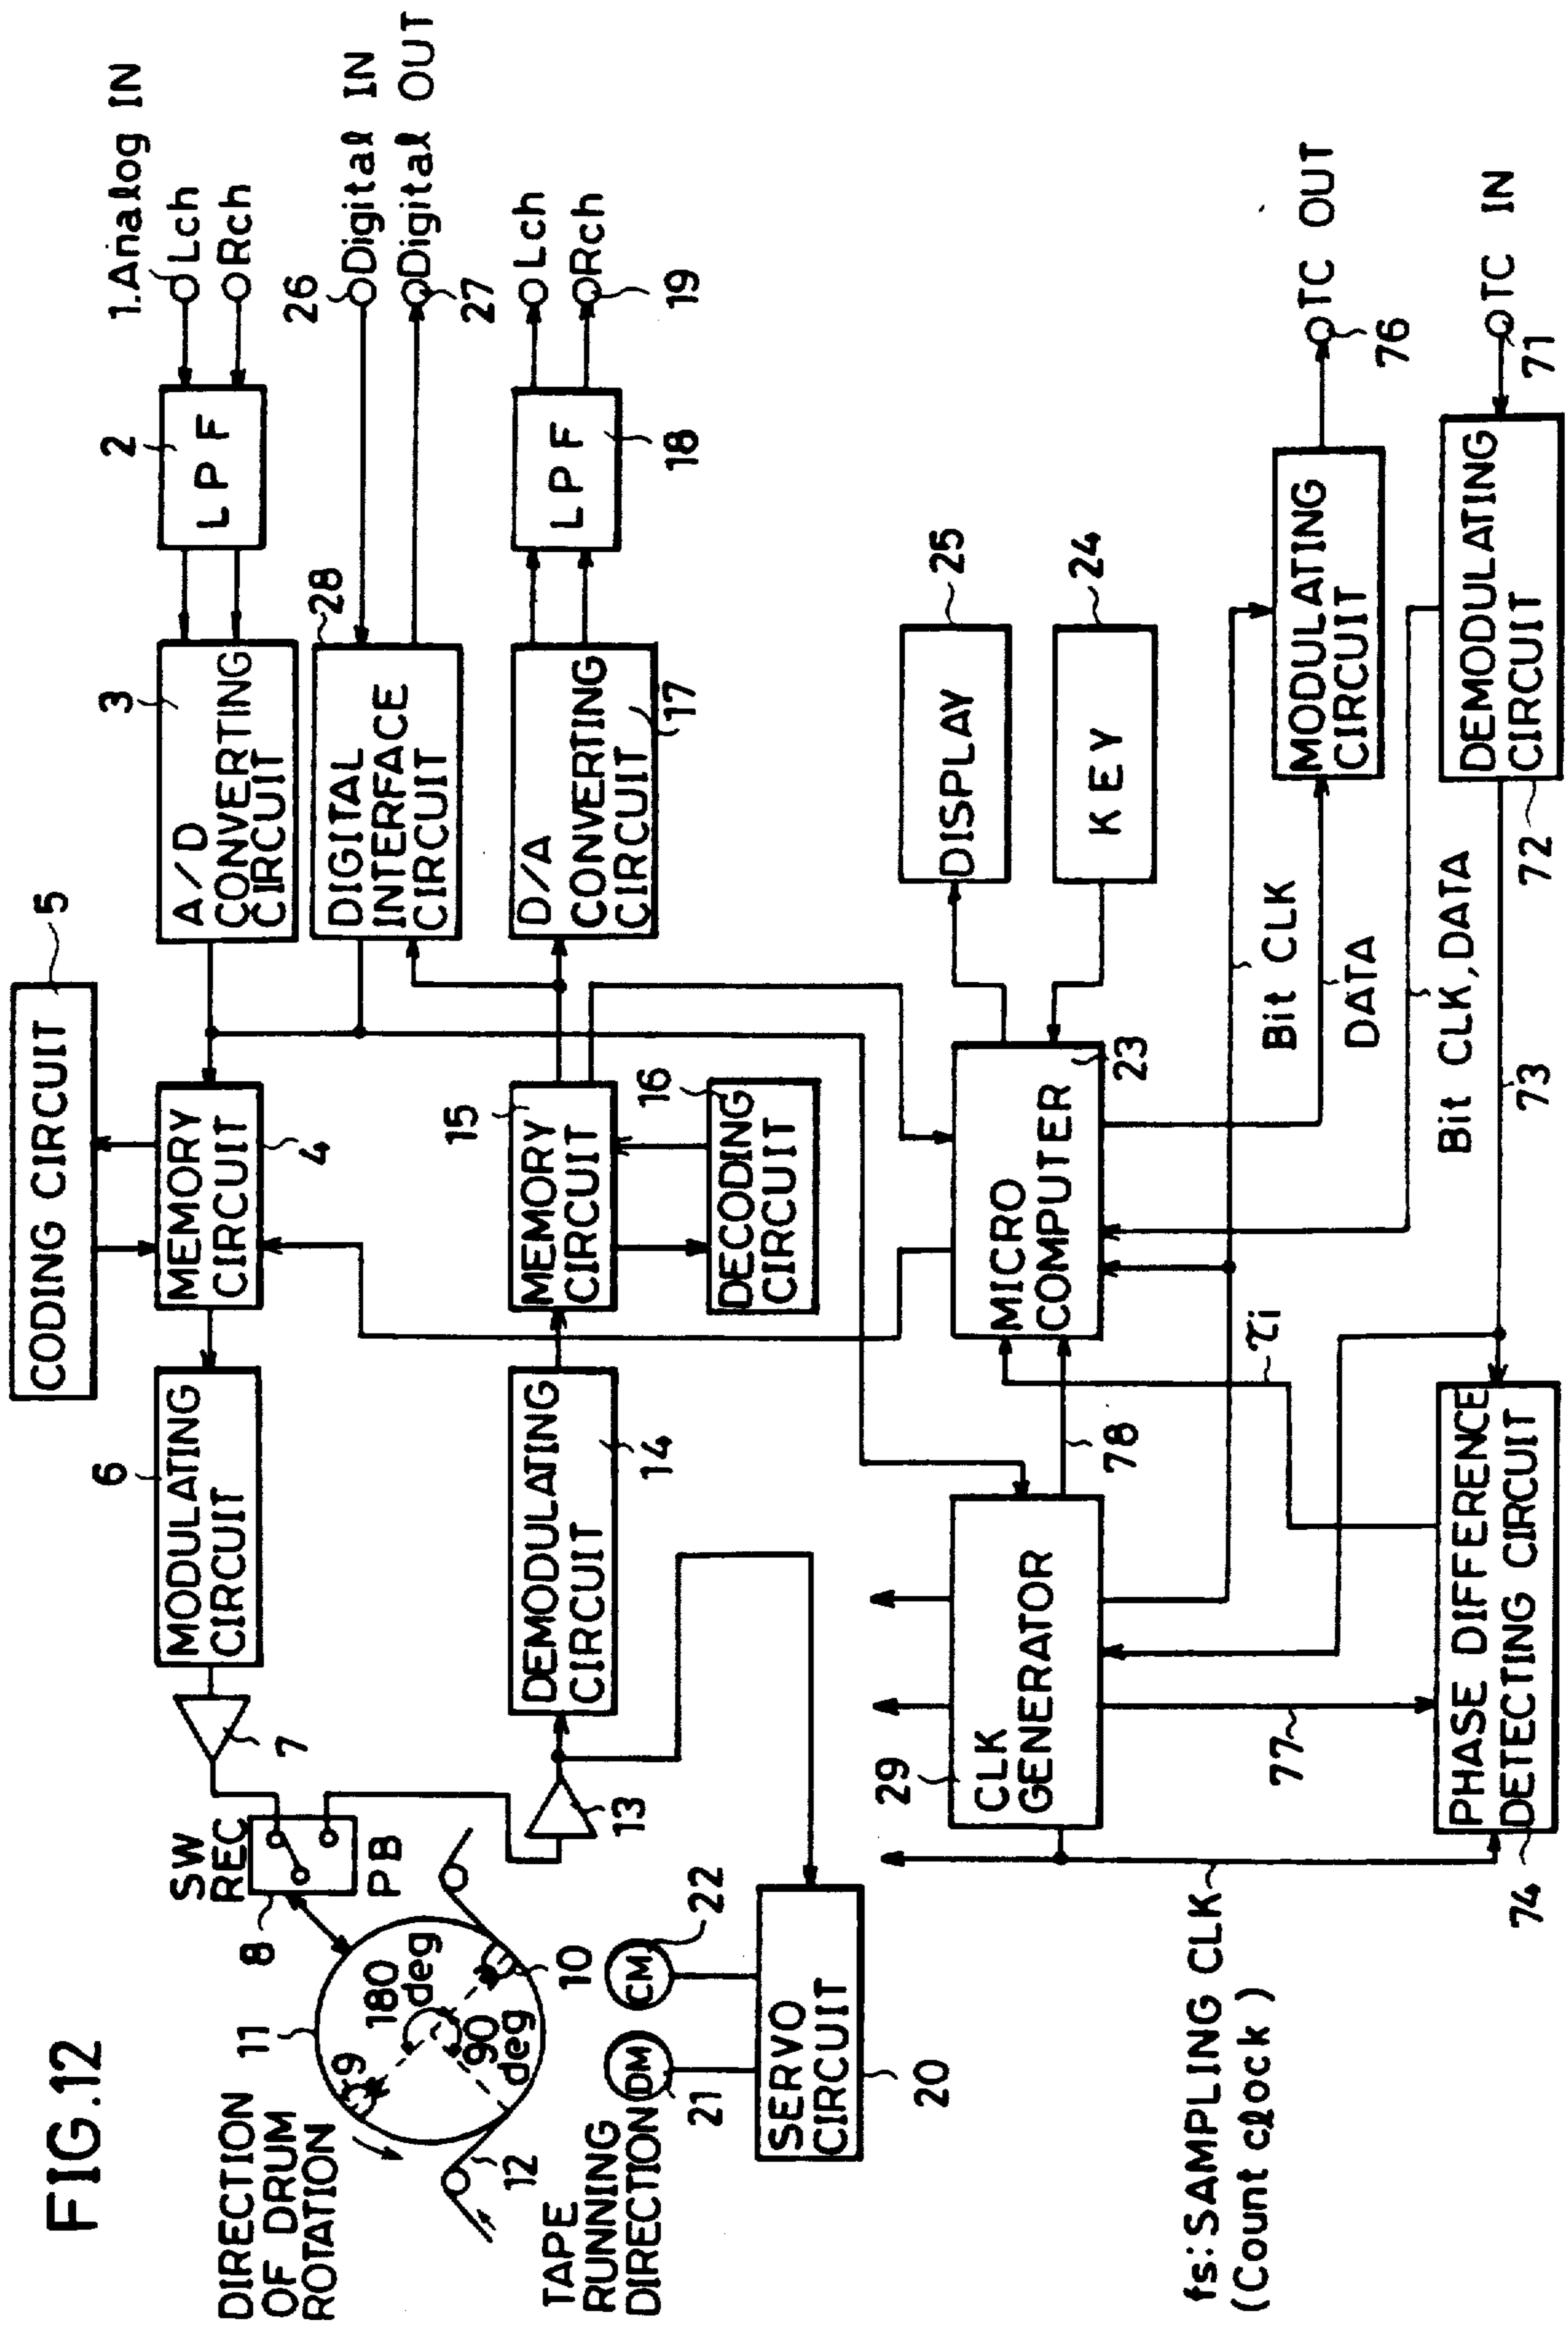 FIG.12
DIRECTION
OF DRUM
ROTATION
11
9
180
deg
90
deg
10
12
TAPE
RUNNING
DIRECTION
8
SW
REC
PB
7
6
MODULATING
CIRCUIT
CODING CIRCUIT
5
MEMORY
CIRCUIT
4
3
A/D
CONVERTING
CIRCUIT
2
LPF
1.Analog IN
Lch
Rch
28
DIGITAL
INTERFACE
CIRCUIT
26
Digital IN
Digital OUT
27
13
DEMODULATING
CIRCUIT
14
15
MEMORY
CIRCUIT
16
DECODING
CIRCUIT
D/A
CONVERTING
CIRCUIT
17
LPF
18
Lch
Rch
19
DM
21
CM
22
SERVO
CIRCUIT
20
29
CLK
GENERATOR
78
MICRO
COMPUTER
23
DISPLAY
25
KEY
24
τi
77
Bit CLK
DATA
MODULATING
CIRCUIT
TC OUT
76
Bit CLK,DATA
fs:SAMPLING CLK
(Count clock)
PHASE DIFFERENCE
DETECTING CIRCUIT
74
73
DEMODULATING
CIRCUIT
72
TC IN
71